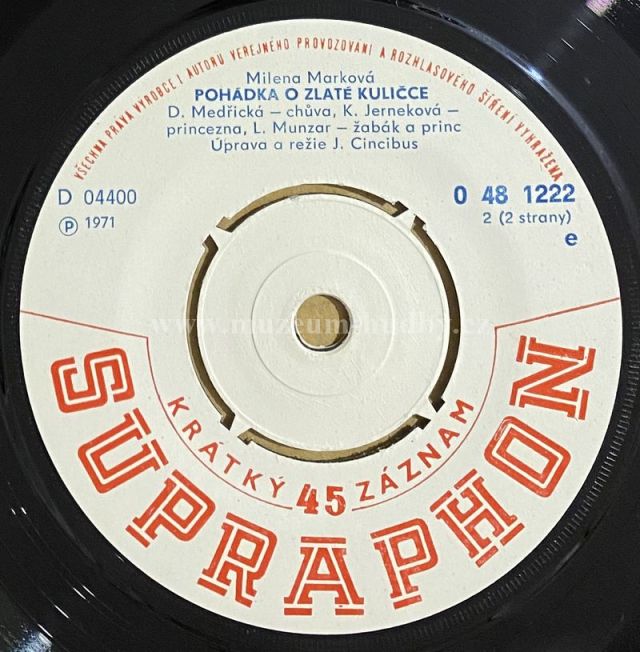 VŠECHNA PRÁVA VÝROBCE I AUTORŮ VEŘEJNÉHO PROVOZOVÁNÍ A ROZHLASOVÉHO ŠÍŘENÍ VYHRAZENA
Milena Marková
POHÁDKA O ZLATÉ KULIČCE
D. Medřická — chůva, K. Jerneková —
princezna, L. Munzar — žabák a princ
Úprava a režie J. Cincibus
D 04400
Ⓟ 1971
0 48 1222
2 (2 strany)
e
www.muzeumhudby.cz
KRÁTKÝ 45 ZÁZNAM
SUPRAPHON